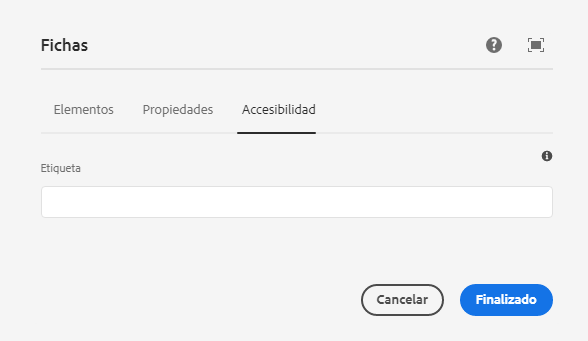 Fichas
Elementos Propiedades Accesibilidad
Etiqueta
Cancelar Finalizado